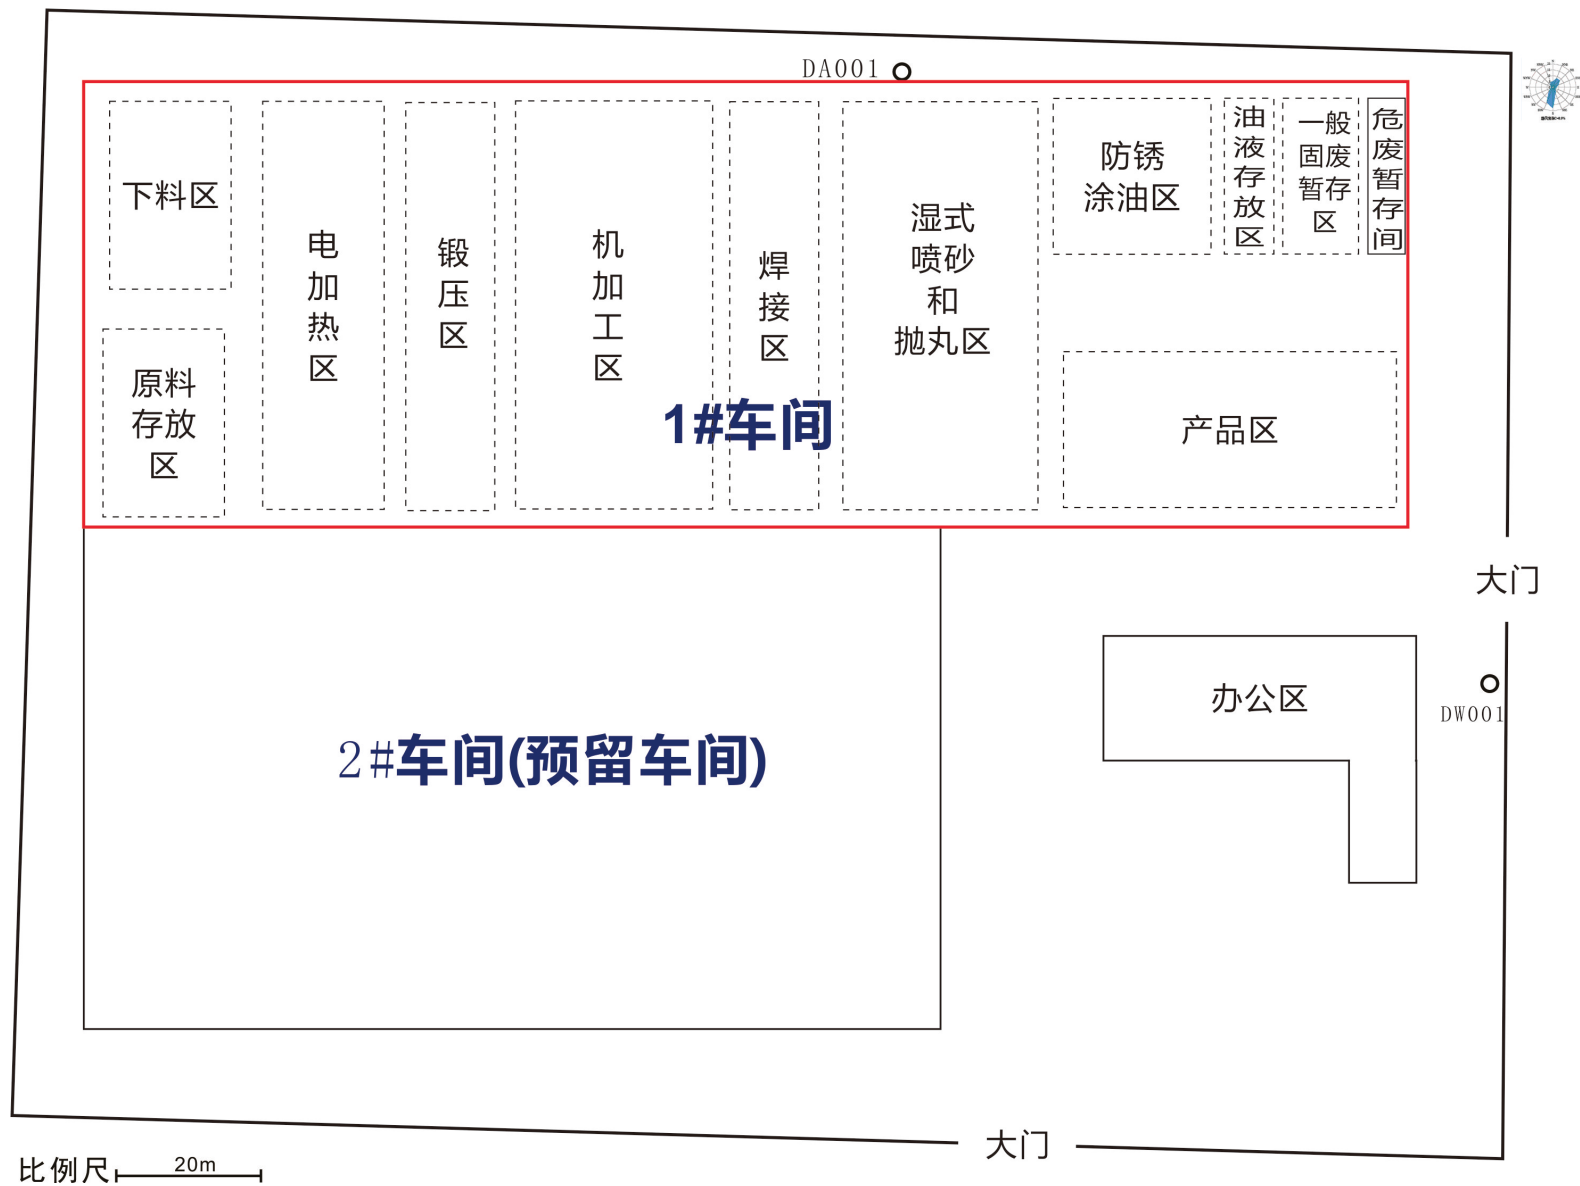 DA001
下料区
原料
存放
区
电
加
热
区
锻
压
区
机
加
工
区
焊
接
区
湿式
喷砂
和
抛丸区
防锈
涂油区
油
液
存
放
区
一般
固废
暂存
区
危
废
暂
存
间
产品区
1#车间
2#车间(预留车间)
大门
办公区
DW001
大门
比例尺
20m